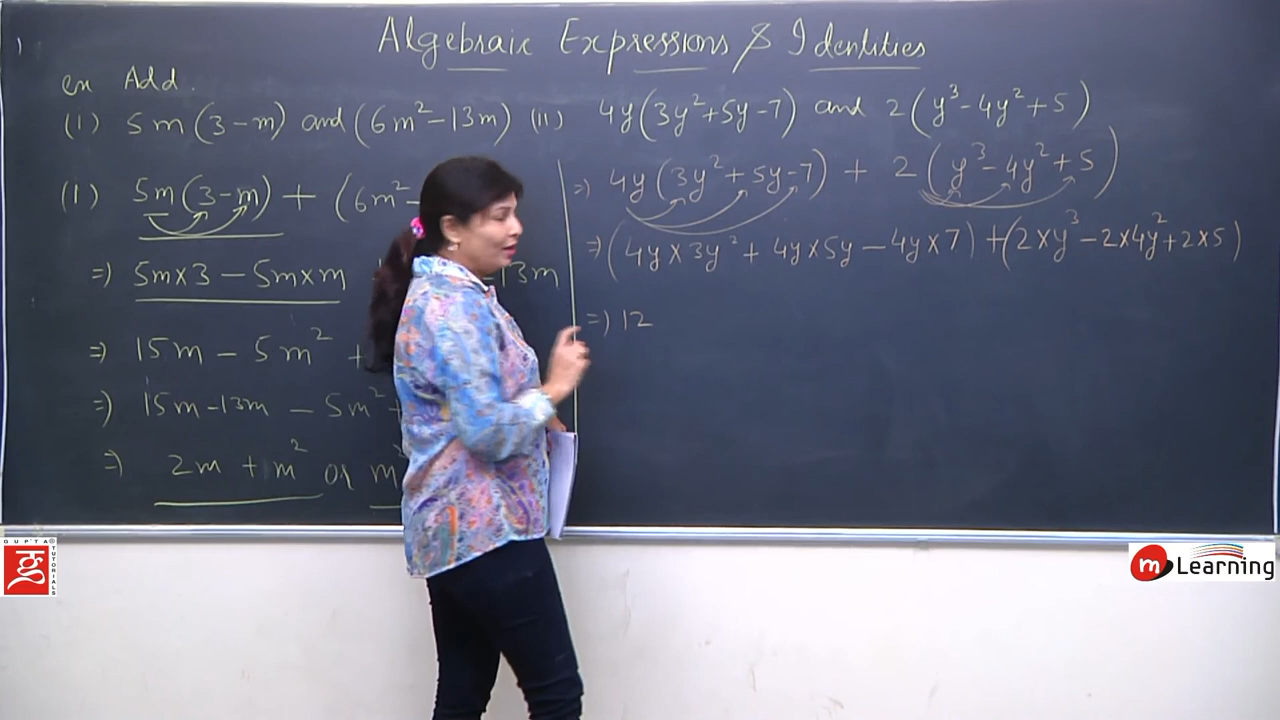 Algebraic Expressions & Identities
ex Add.
(i) 5m(3-m) and (6m²-13m) (ii) 4y(3y²+5y-7) and 2(y³-4y²+5)
(i) 5m(3-m) + (6m²-
⇒ 5m×3 - 5m×m -13m
⇒ 15m - 5m² +
⇒ 15m-13m - 5m²+
⇒ 2m + m² or m²
⇒ 4y(3y²+5y-7) + 2(y³-4y²+5)
⇒ (4y×3y²+4y×5y-4y×7)+(2×y³-2×4y²+2×5)
⇒ 12
GUPTA®
TUTORIALS
m Learning